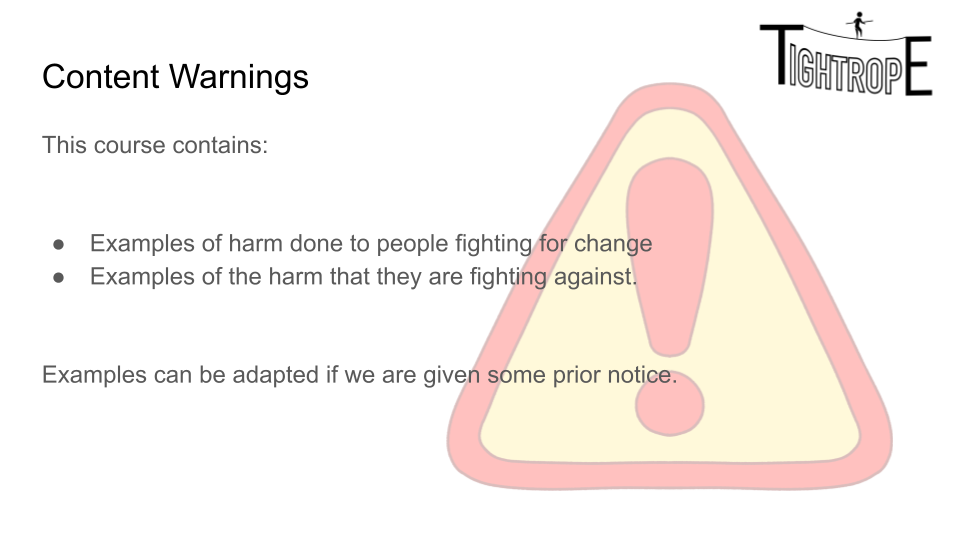 TIGHTROPE
Content Warnings
This course contains:
● Examples of harm done to people fighting for change
● Examples of the harm that they are fighting against.
Examples can be adapted if we are given some prior notice.